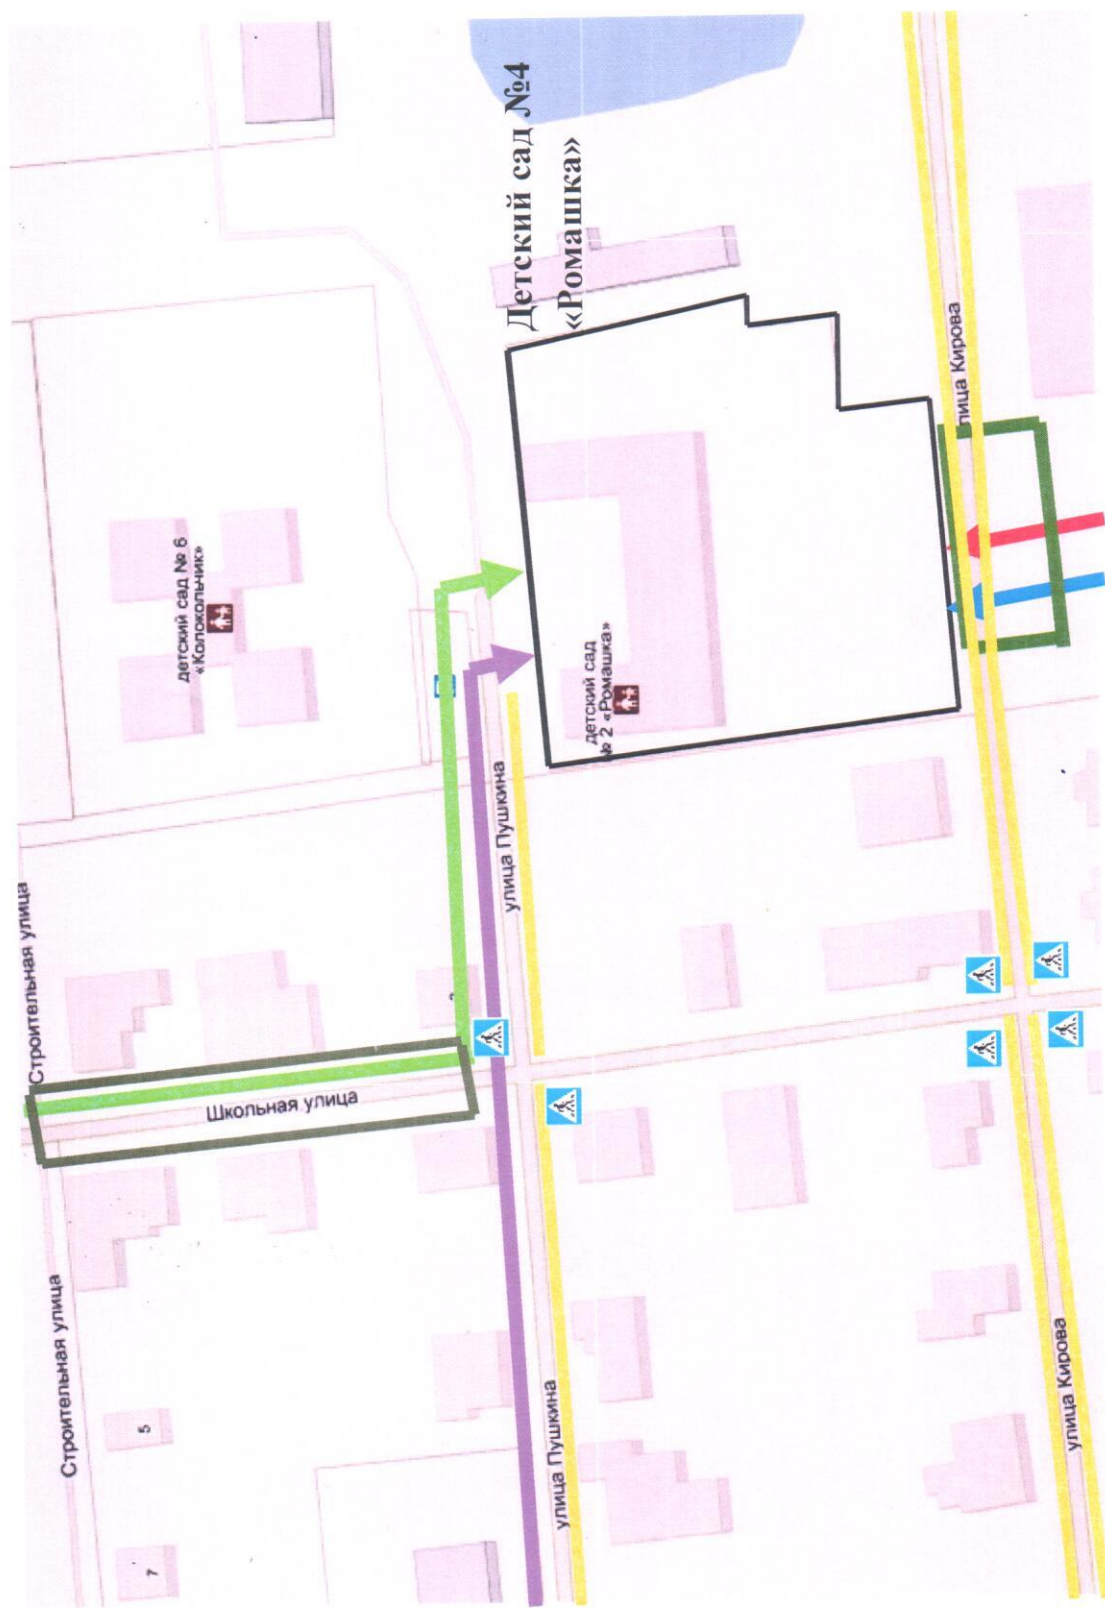 Детский сад №4
«Ромашка»
детский сад № 6
«Колокольчик»
детский сад
№ 2 «Ромашка»
лица Кирова
улица Пушкина
Строительная улица
Школьная улица
Строительная улица
5
7
улица Пушкина
улица Кирова